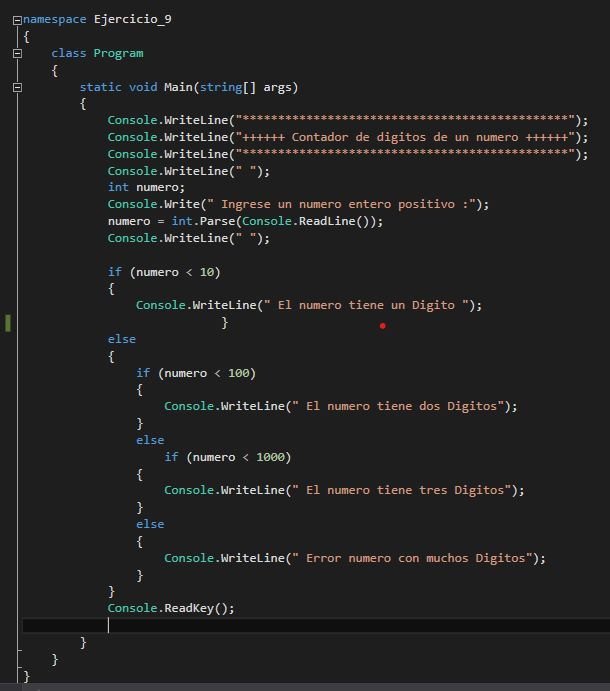 namespace Ejercicio_9
{
class Program
{
static void Main(string[] args)
{
Console.WriteLine("**********************************************");
Console.WriteLine("++++++ Contador de digitos de un numero ++++++");
Console.WriteLine("**********************************************");
Console.WriteLine(" ");
int numero;
Console.Write(" Ingrese un numero entero positivo :");
numero = int.Parse(Console.ReadLine());
Console.WriteLine(" ");
if (numero < 10)
{
Console.WriteLine(" El numero tiene un Digito ");
}
else
{
if (numero < 100)
{
Console.WriteLine(" El numero tiene dos Digitos");
}
else
if (numero < 1000)
{
Console.WriteLine(" El numero tiene tres Digitos");
}
else
{
Console.WriteLine(" Error numero con muchos Digitos");
}
}
Console.ReadKey();
}
}
}